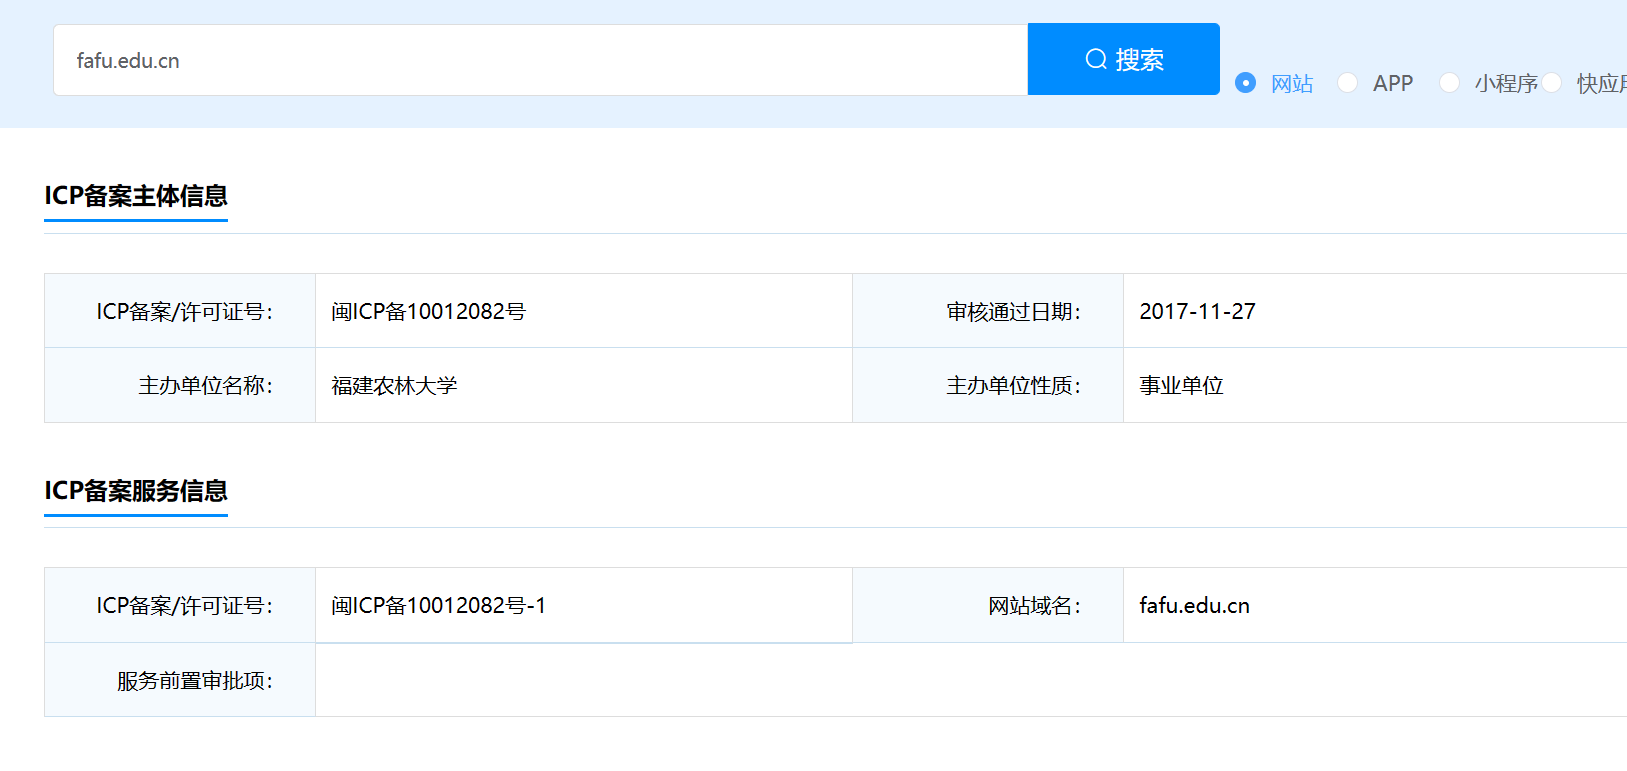 fafu.edu.cn
搜索
网站 APP 小程序 快应用
ICP备案主体信息
ICP备案/许可证号： 闽ICP备10012082号 审核通过日期： 2017-11-27
主办单位名称： 福建农林大学 主办单位性质： 事业单位
ICP备案服务信息
ICP备案/许可证号： 闽ICP备10012082号-1 网站域名： fafu.edu.cn
服务前置审批项：